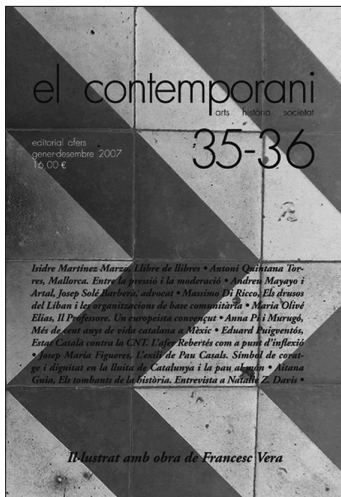 el contemporani
arts història societat
editorial afers
gener-desembre 2007
16,00 €
35-36
Isidre Martínez Marzo, Llibre de llibres • Antoni Quintana Tor-
res, Mallorca. Entre la pressió i la moderació • Andreu Mayayo i
Artal, Josep Solé Barberà, advocat • Massimo Di Ricco, Els drusos
del Líban i les organitzacions de base comunitària • Maria Olivé
Elias, Il Professore. Un europeista convençut • Anna Pi i Murugó,
Més de cent anys de vida catalana a Mèxic • Eduard Puigventós,
Estat Català contra la CNT. L'afer Rebertés com a punt d'inflexió
• Josep Maria Figueres, L'exili de Pau Casals. Símbol de corat-
ge i dignitat en la lluita de Catalunya i la pau al món • Aitana
Guia, Els tombants de la història. Entrevista a Natalie Z. Davis •
Il·lustrat amb obra de Francesc Vera